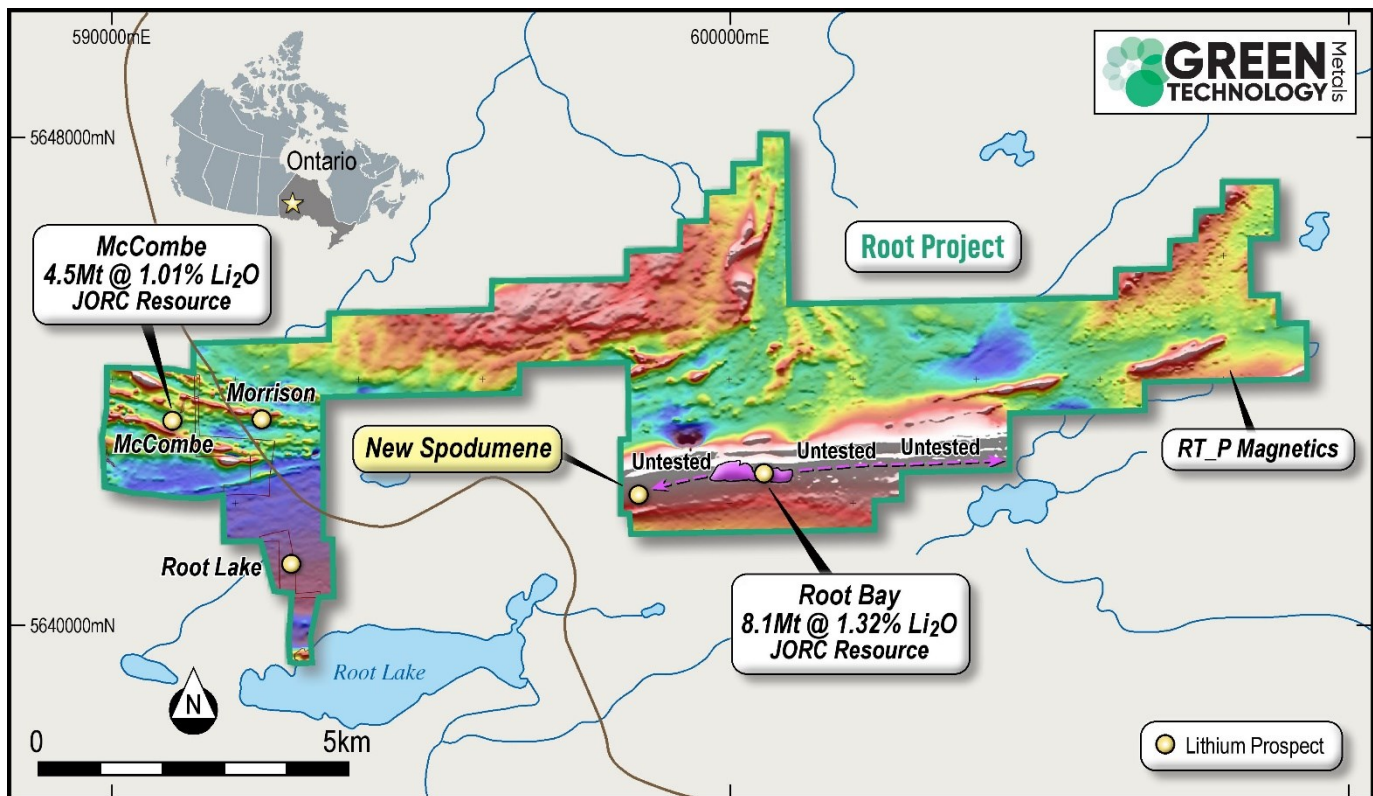 590000mE
600000mE
GREEN
TECHNOLOGY
Metals
5648000mN
Ontario
McCombe
4.5Mt @ 1.01% Li₂O
JORC Resource
Root Project
Morrison
McCombe
New Spodumene
Untested
Untested
Untested
RT_P Magnetics
Root Lake
Root Bay
8.1Mt @ 1.32% Li₂O
JORC Resource
5640000mN
Root Lake
N
0
5km
Lithium Prospect